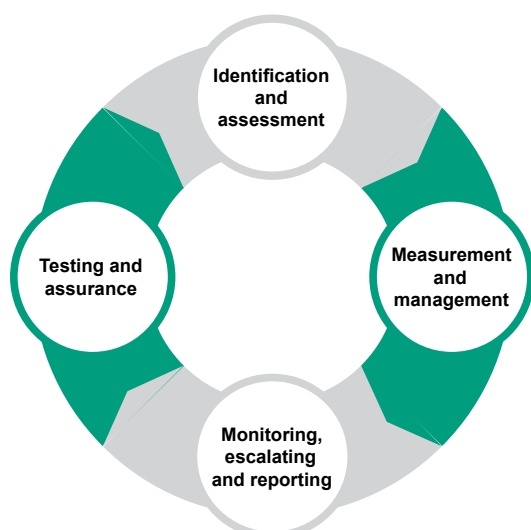 Identification
and
assessment
Testing and
assurance
Measurement
and
management
Monitoring,
escalating
and reporting